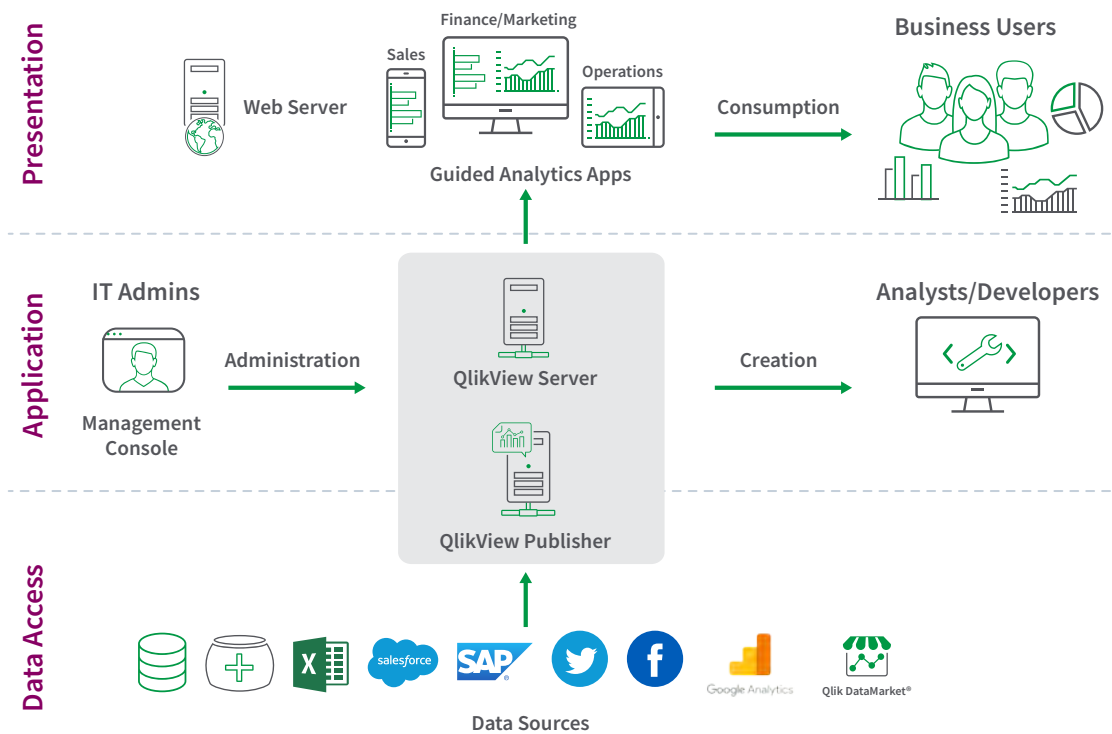 Presentation
Finance/Marketing
Sales
Operations
Web Server
Guided Analytics Apps
Consumption
Business Users
Application
IT Admins
Management
Console
Administration
QlikView Server
QlikView Publisher
Creation
Analysts/Developers
Data Access
X
salesforce
SAP®
f
Google Analytics
Qlik DataMarket®
Data Sources